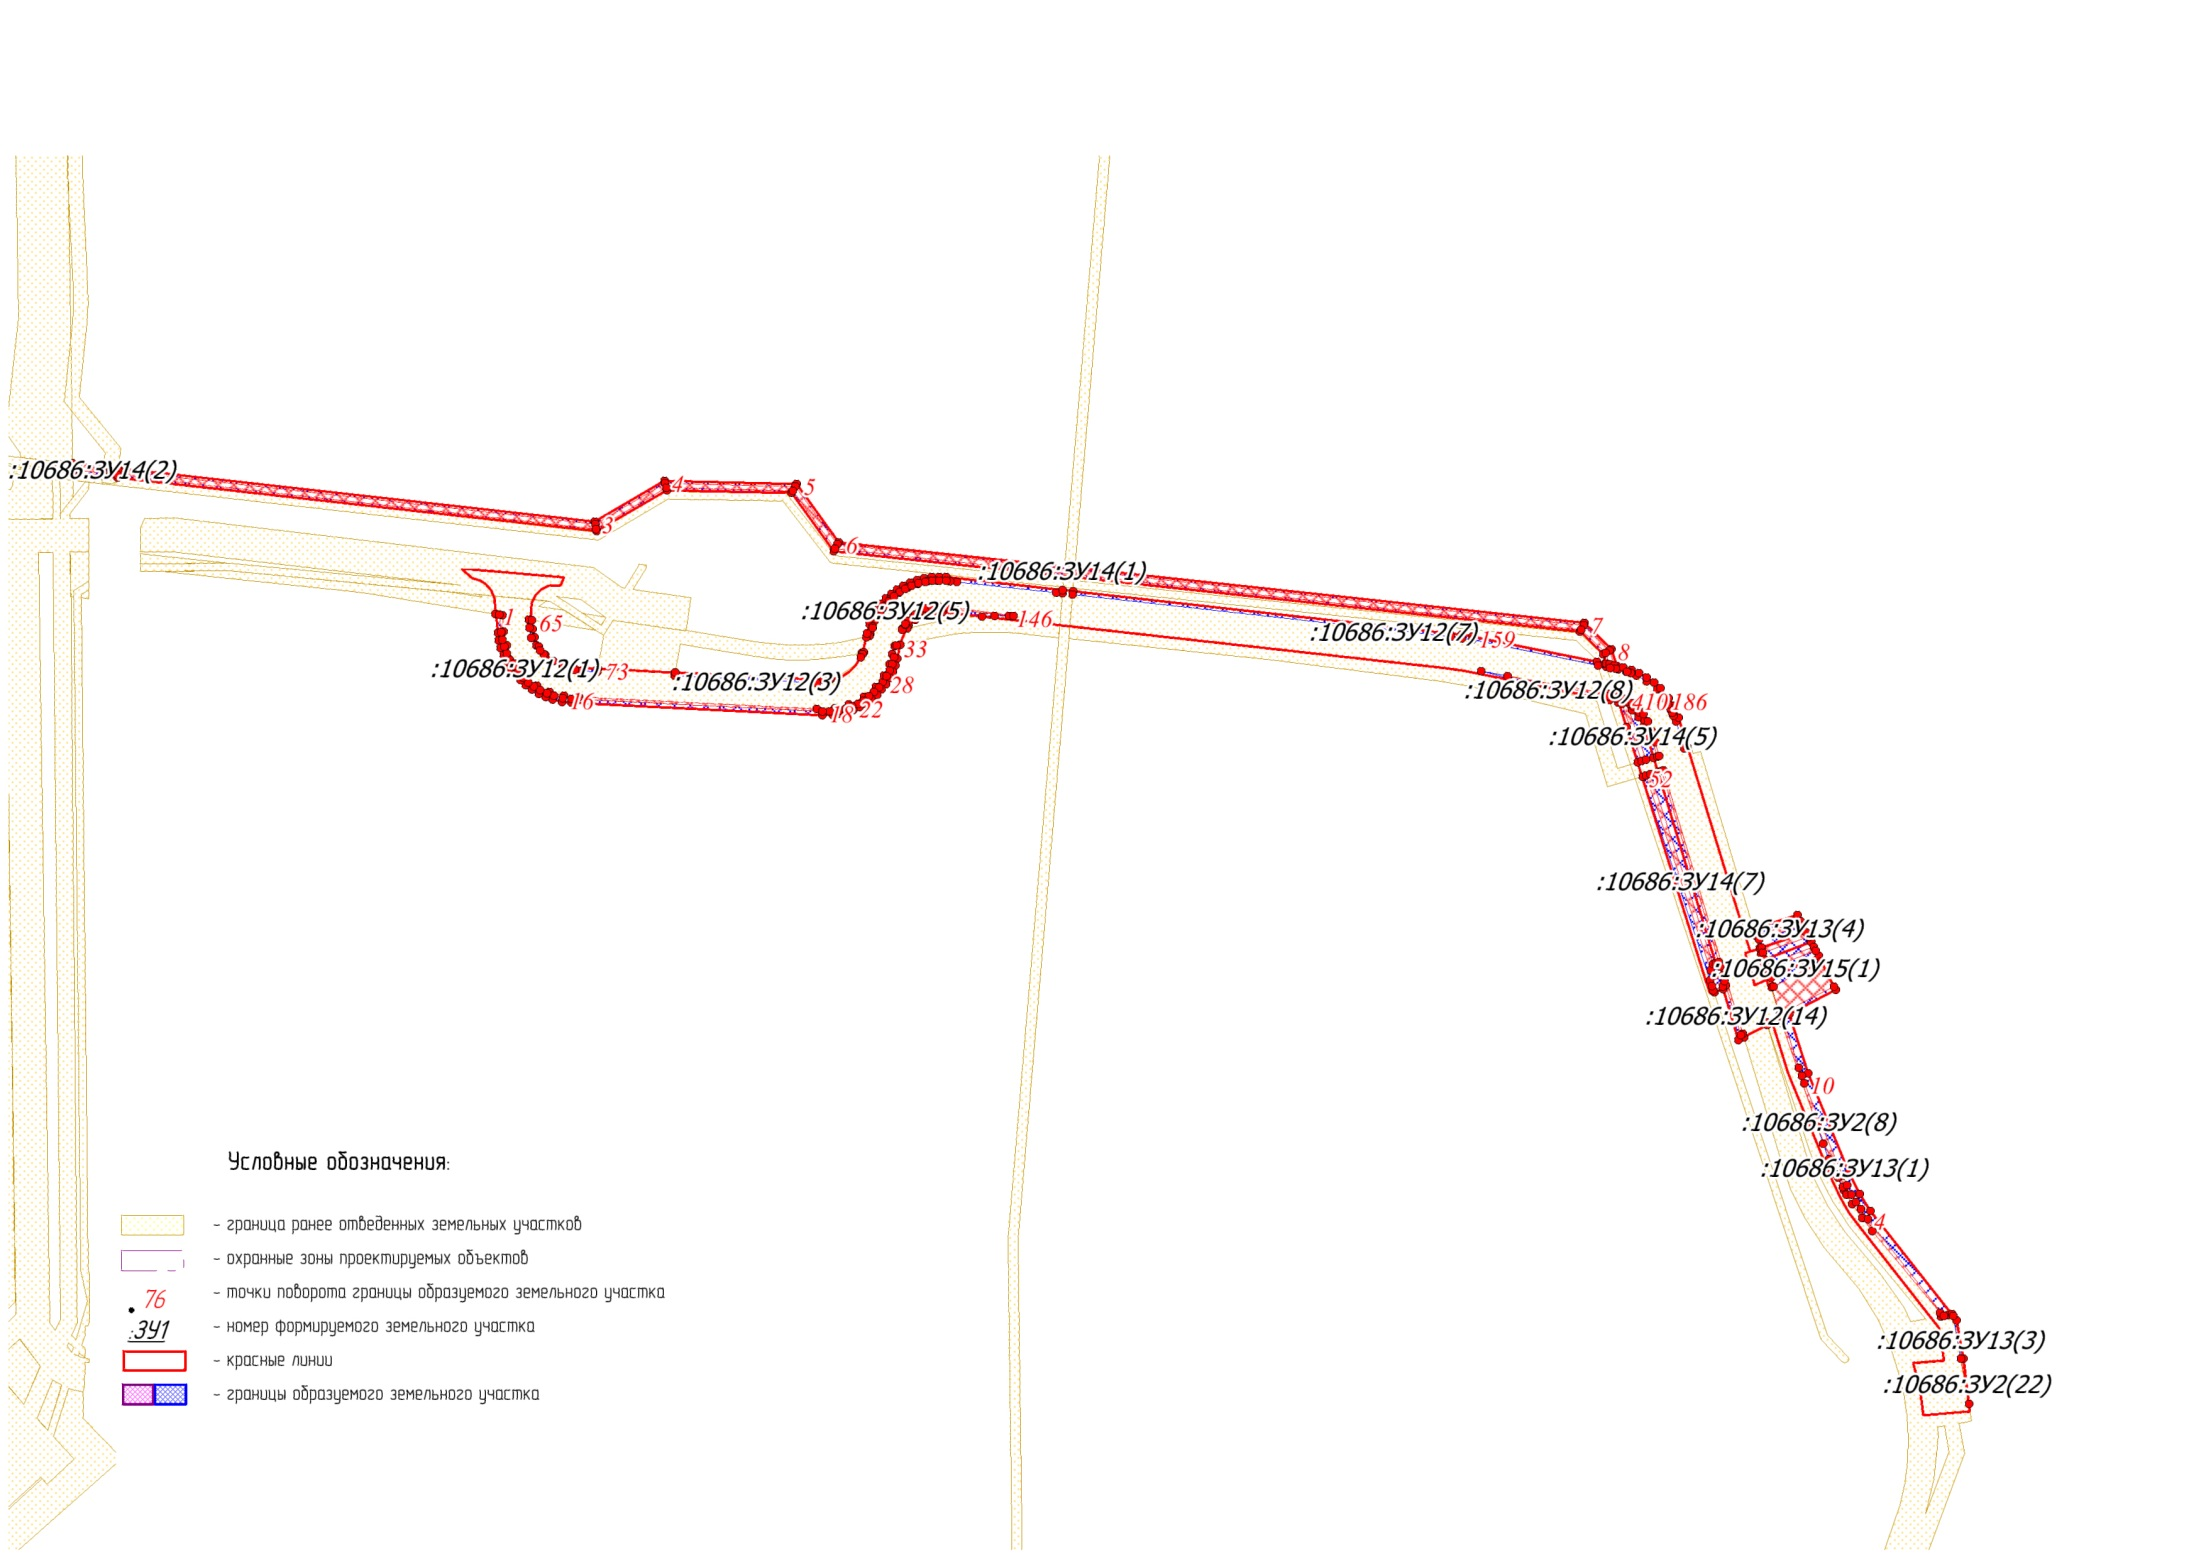 :10686:ЗУ14(2)
4
5
3
6
:10686:ЗУ14(1)
:10686:ЗУ12(5)
1
65
146
7
:10686:ЗУ12(7)
159
8
33
:10686:ЗУ12(1)
73
:10686:ЗУ12(3)
28
:10686:ЗУ12(8)
16
18
22
410
186
:10686:ЗУ14(5)
52
:10686:ЗУ14(7)
:10686:ЗУ13(4)
:10686:ЗУ15(1)
:10686:ЗУ12(14)
10
:10686:ЗУ2(8)
:10686:ЗУ13(1)
4
:10686:ЗУ13(3)
:10686:ЗУ2(22)
Условные обозначения:
- граница ранее отведенных земельных участков
- охранные зоны проектируемых объектов
76 - точки поворота границы образуемого земельного участка
:ЗУ1 - номер формируемого земельного участка
- красные линии
- границы образуемого земельного участка